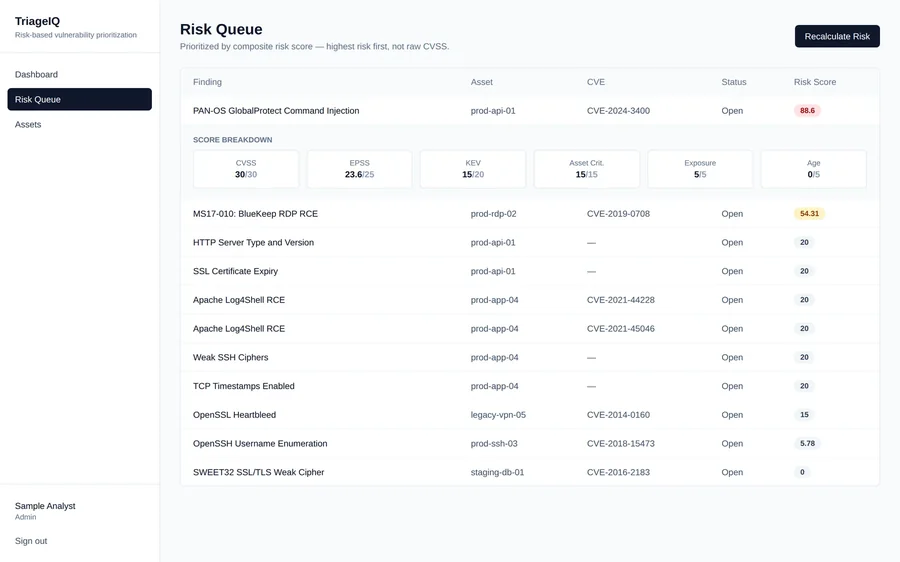 TriageIQ
Risk-based vulnerability prioritization
Dashboard
Risk Queue
Assets
Sample Analyst
Admin
Sign out
Risk Queue
Prioritized by composite risk score — highest risk first, not raw CVSS.
Recalculate Risk
Finding Asset CVE Status Risk Score
PAN-OS GlobalProtect Command Injection prod-api-01 CVE-2024-3400 Open 88.6
SCORE BREAKDOWN
CVSS EPSS KEV Asset Crit. Exposure Age
30/30 23.6/25 15/20 15/15 5/5 0/5
MS17-010: BlueKeep RDP RCE prod-rdp-02 CVE-2019-0708 Open 54.31
HTTP Server Type and Version prod-api-01 — Open 20
SSL Certificate Expiry prod-api-01 — Open 20
Apache Log4Shell RCE prod-app-04 CVE-2021-44228 Open 20
Apache Log4Shell RCE prod-app-04 CVE-2021-45046 Open 20
Weak SSH Ciphers prod-app-04 — Open 20
TCP Timestamps Enabled prod-app-04 — Open 20
OpenSSL Heartbleed legacy-vpn-05 CVE-2014-0160 Open 15
OpenSSH Username Enumeration prod-ssh-03 CVE-2018-15473 Open 5.78
SWEET32 SSL/TLS Weak Cipher staging-db-01 CVE-2016-2183 Open 0